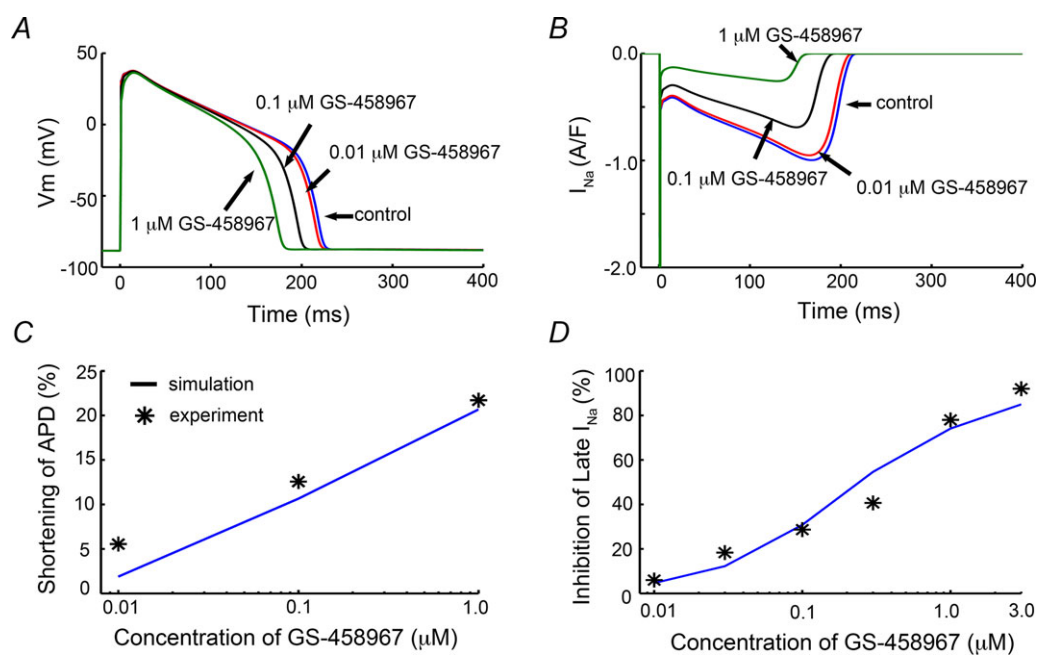 A
50
0
-50
-100
Vm (mV)
0.1 μM GS-458967
0.01 μM GS-458967
1 μM GS-458967
control
0 100 200 300 400
Time (ms)
B
0.0
-1.0
-2.0
I_Na (A/F)
1 μM GS-458967
control
0.1 μM GS-458967
0.01 μM GS-458967
0 100 200 300 400
Time (ms)
C
25
20
15
10
5
0
Shortening of APD (%)
simulation
experiment
0.01 0.1 1.0
Concentration of GS-458967 (μM)
D
100
80
60
40
20
0
Inhibition of Late I_Na (%)
0.01 0.1 1.0 3.0
Concentration of GS-458967 (μM)